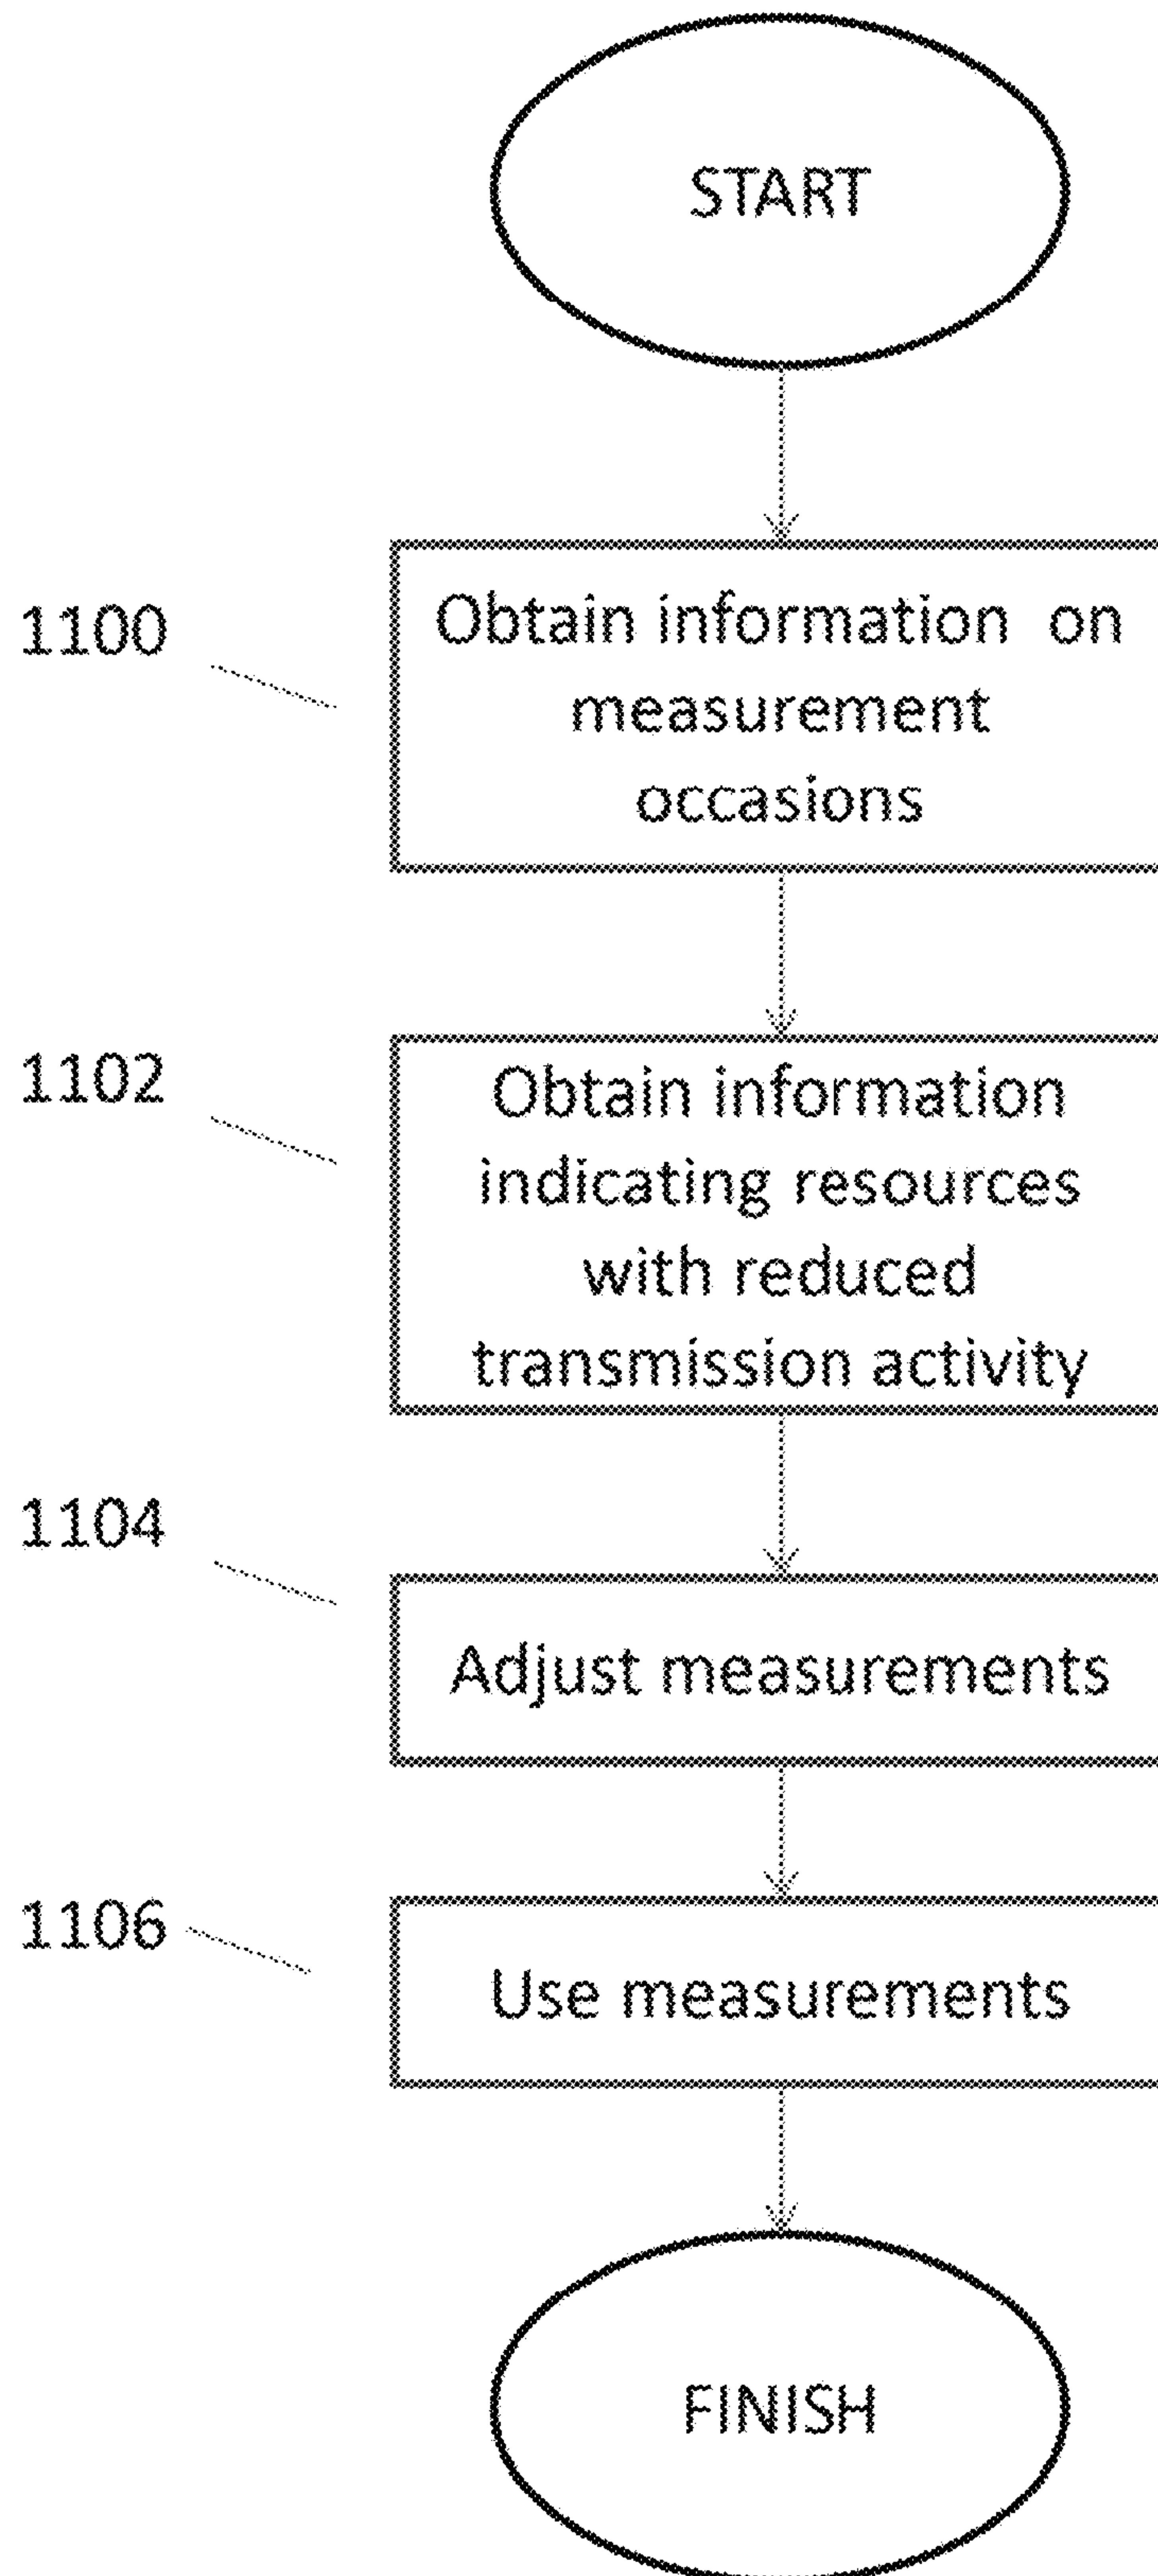 START
1100
Obtain information on
measurement
occasions
1102
Obtain information
indicating resources
with reduced
transmission activity
1104
Adjust measurements
1106
Use measurements
FINISH